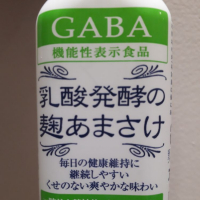 GABA
機能性表示食品
乳酸発酵の
麹あまさけ
毎日の健康維持に
継続しやすい
くせのない爽やかな味わい